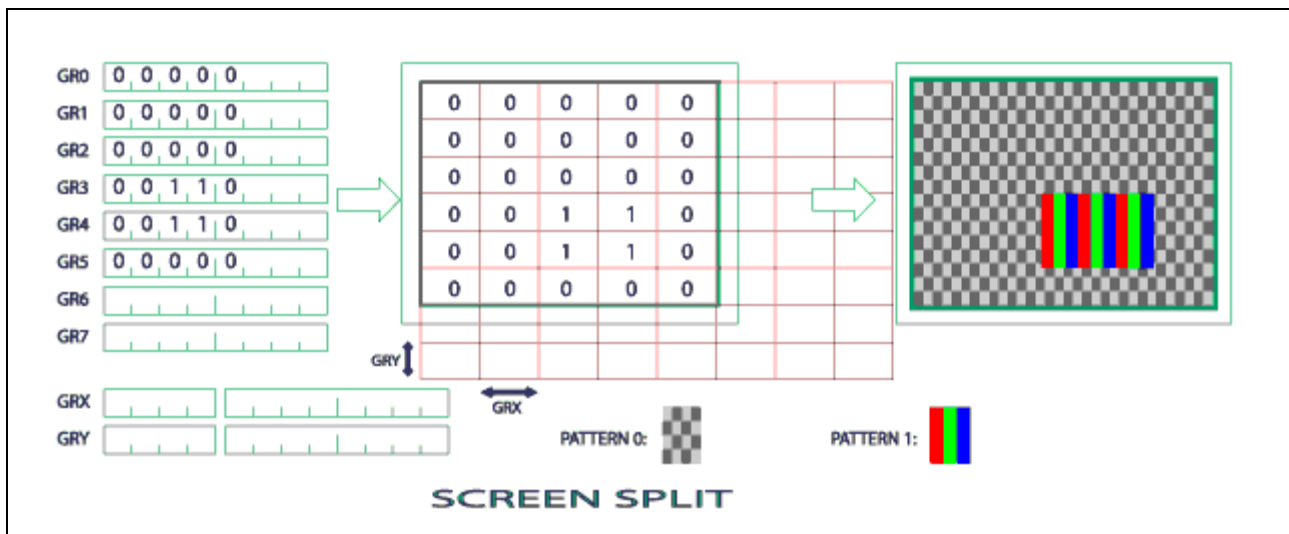 GR0 0 0 0 0 0
GR1 0 0 0 0 0
GR2 0 0 0 0 0
GR3 0 0 1 1 0
GR4 0 0 1 1 0
GR5 0 0 0 0 0
GR6
GR7
GRX
GRY
0 0 0 0 0
0 0 0 0 0
0 0 0 0 0
0 0 1 1 0
0 0 1 1 0
0 0 0 0 0
GRY
GRX
PATTERN 0:
PATTERN 1:
SCREEN SPLIT